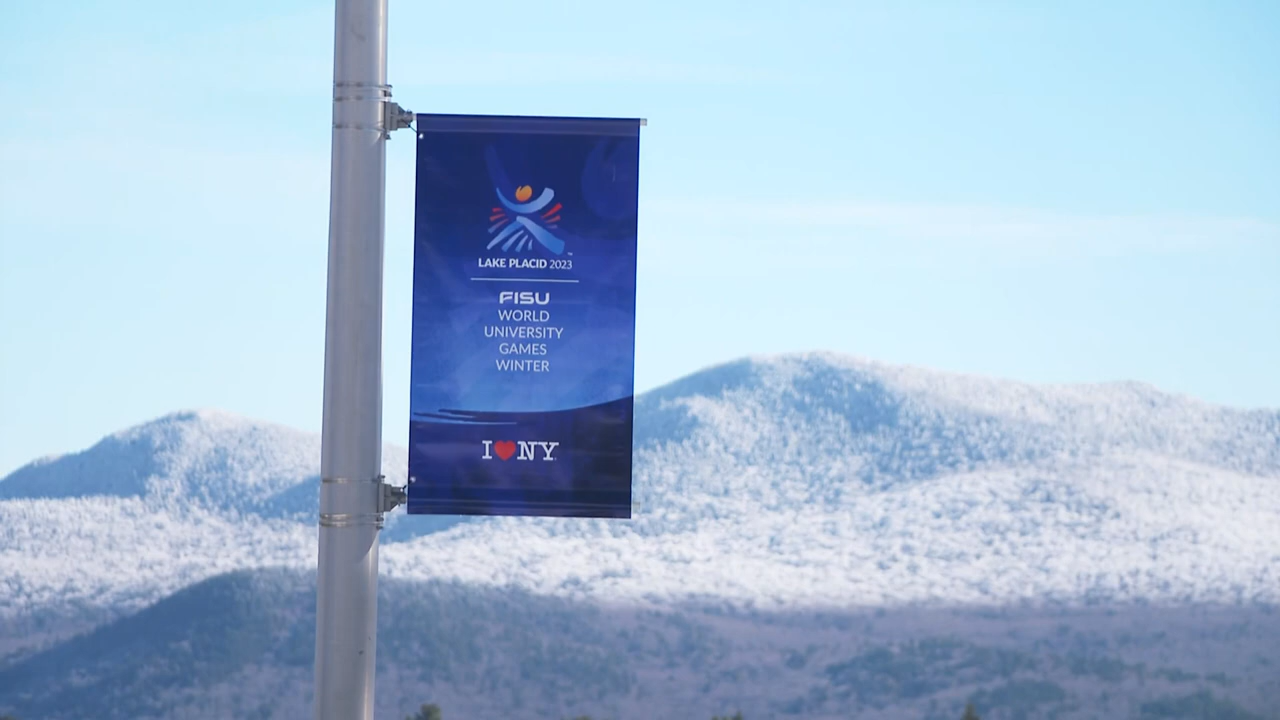 LAKE PLACID 2023
FISU
WORLD
UNIVERSITY
GAMES
WINTER
I❤NY